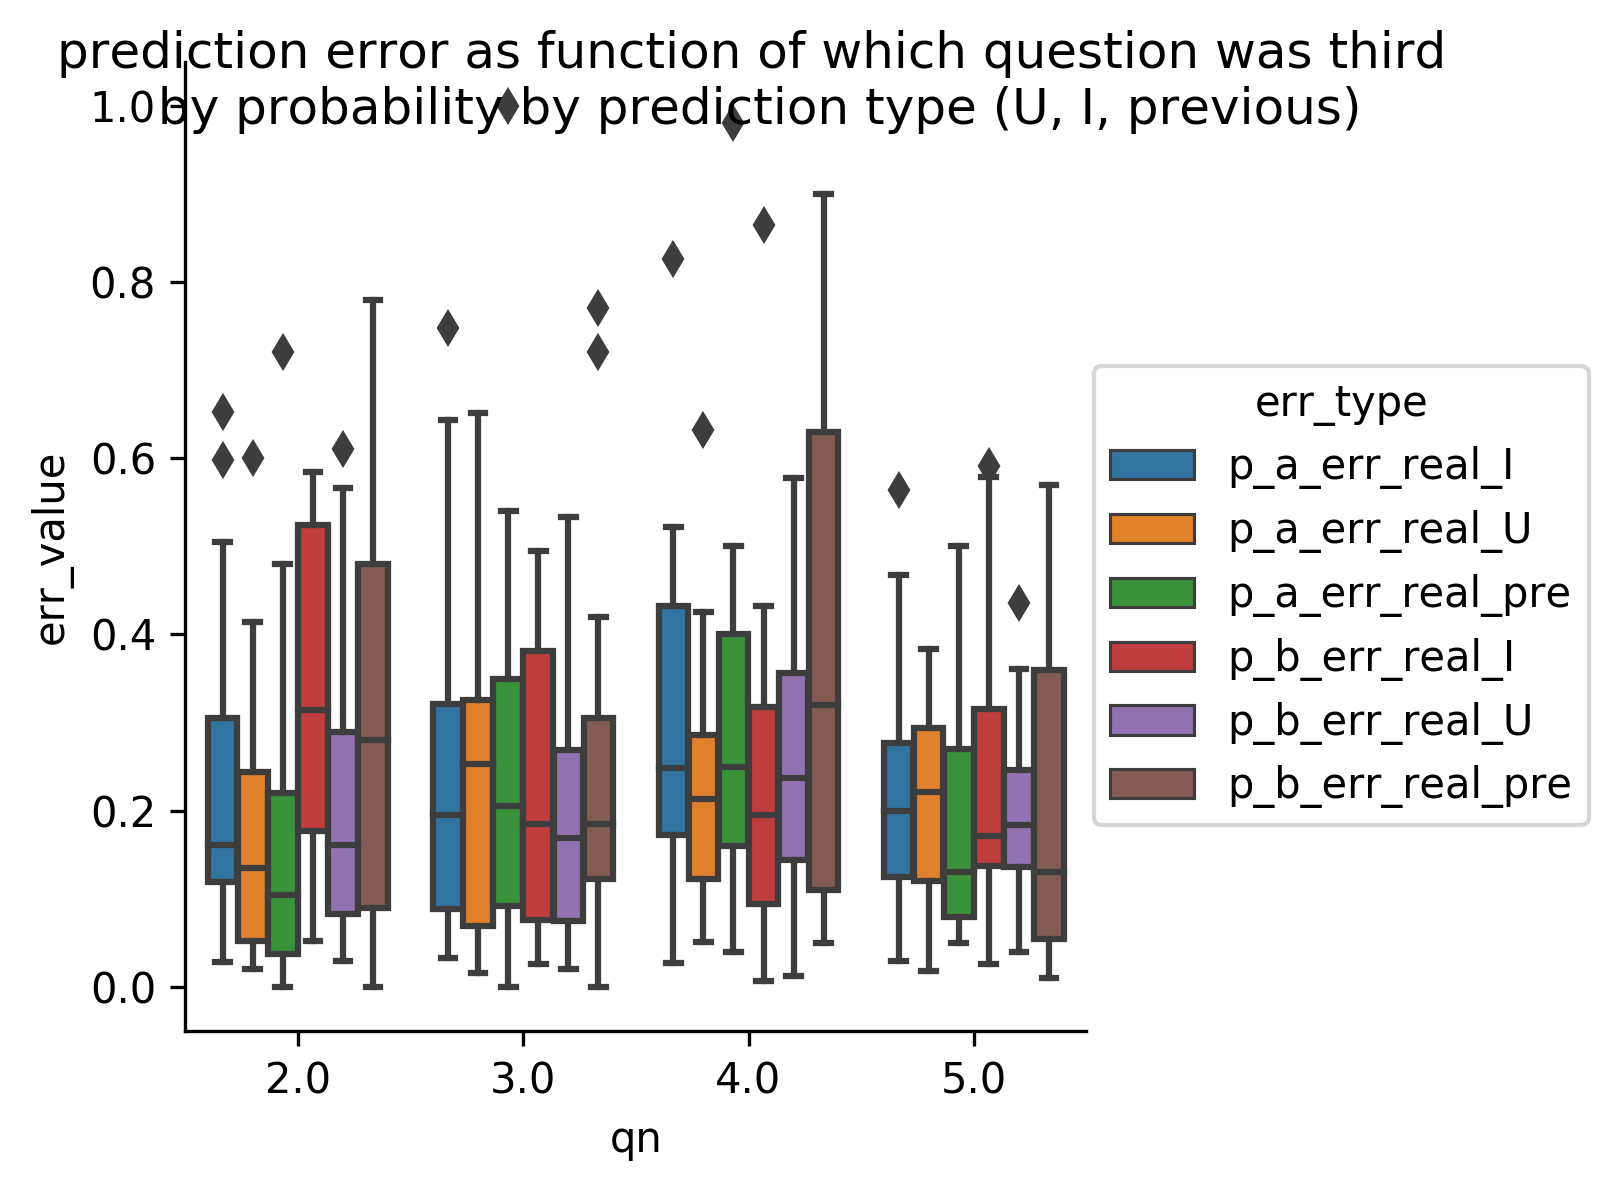 prediction error as function of which question was third
by probability by prediction type (U, I, previous)
1.0
0.8
0.6
0.4
0.2
0.0
err_value
2.0 3.0 4.0 5.0
qn
err_type
p_a_err_real_I
p_a_err_real_U
p_a_err_real_pre
p_b_err_real_I
p_b_err_real_U
p_b_err_real_pre